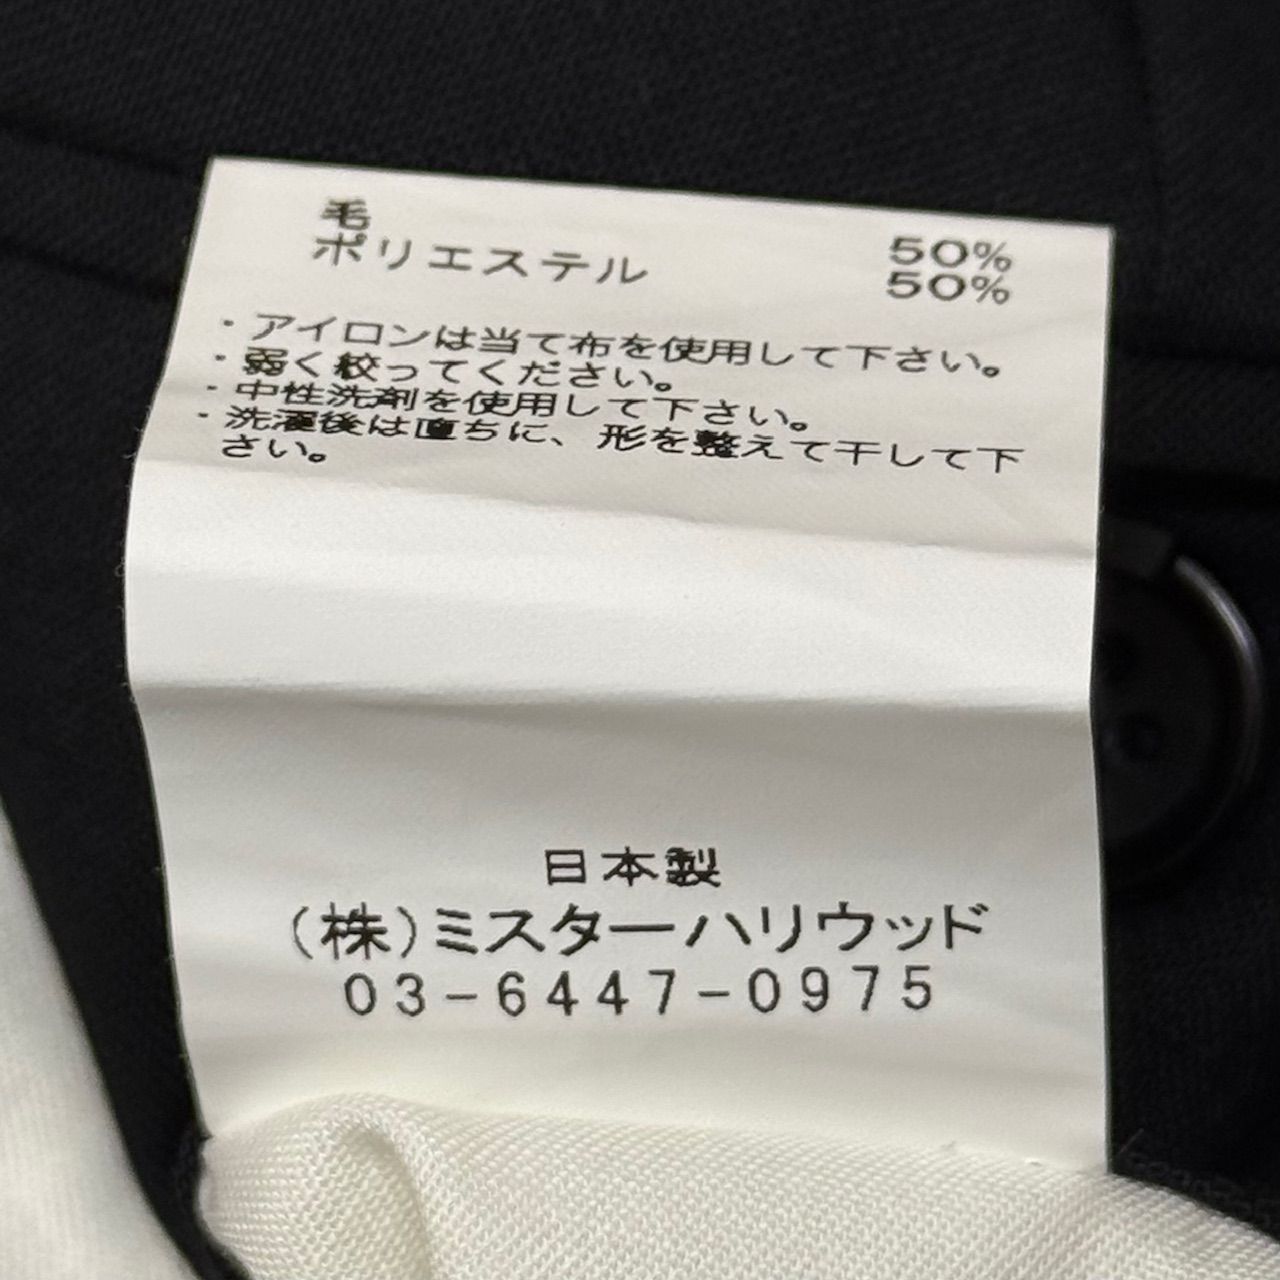 毛 50%
ポリエステル 50%
・アイロンは当て布を使用して下さい。
・弱く絞ってください。
・中性洗剤を使用して下さい。
・洗濯後は直ちに、形を整えて干して下
さい。
日本製
(株)ミスターハリウッド
03-6447-0975